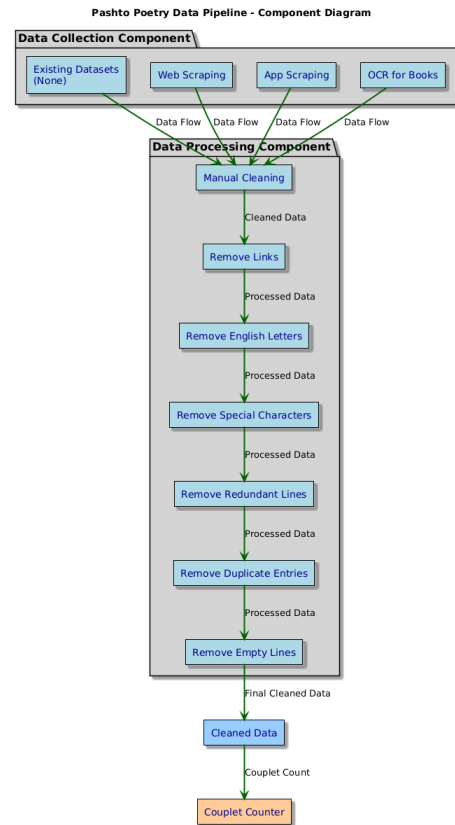 Pashto Poetry Data Pipeline - Component Diagram
Data Collection Component
Existing Datasets
(None)
Web Scraping
App Scraping
OCR for Books
Data Flow
Data Flow
Data Flow
Data Flow
Data Processing Component
Manual Cleaning
Cleaned Data
Remove Links
Processed Data
Remove English Letters
Processed Data
Remove Special Characters
Processed Data
Remove Redundant Lines
Processed Data
Remove Duplicate Entries
Processed Data
Remove Empty Lines
Final Cleaned Data
Cleaned Data
Couplet Count
Couplet Counter